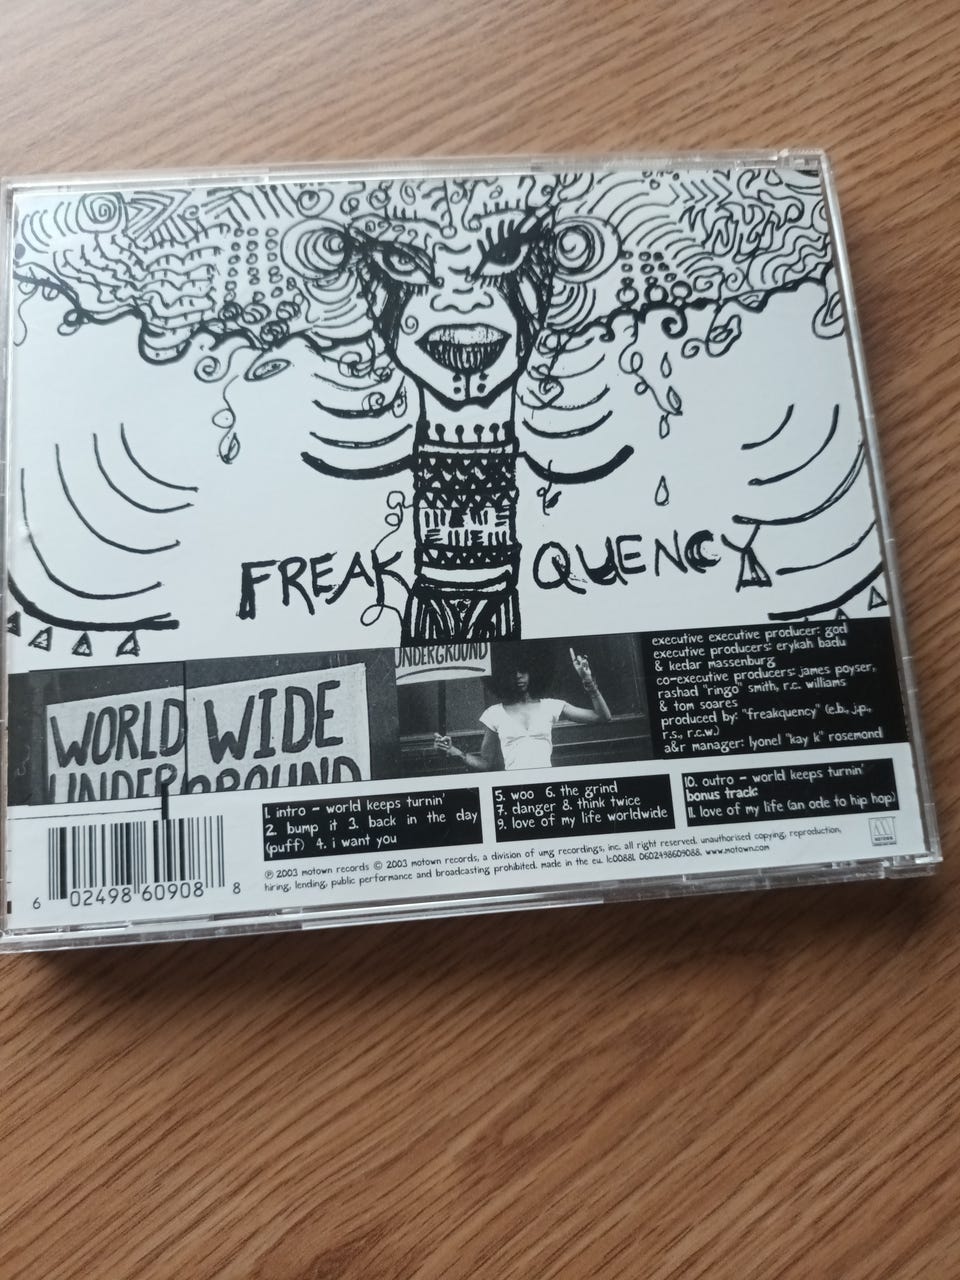 FREAK QUENCY
UNDERGROUND
WORLD WIDE
UNDERGROUND
executive executive producer: god
executive producers: erykah badu
& kedar massenburg
co-executive producers: james poyser,
rashad "ringo" smith, r.c. williams
& tom soares
produced by: "freakquency" (e.b., j.p.,
r.s., r.c.w.)
a&r manager: lyonel "kay k" rosemond
1. intro – world keeps turnin'
2. bump it 3. back in the day
(puff) 4. i want you
5. woo 6. the grind
7. danger 8. think twice
9. love of my life worldwide
10. outro – world keeps turnin'
bonus track:
11. love of my life (an ode to hip hop)
℗ 2003 motown records © 2003 motown records, a division of umg recordings, inc. all right reserved. unauthorised copying, reproduction,
hiring, lending, public performance and broadcasting prohibited. made in the eu. lc00881. 0602498609088. www.motown.com
MOTOWN
6 02498 60908 8